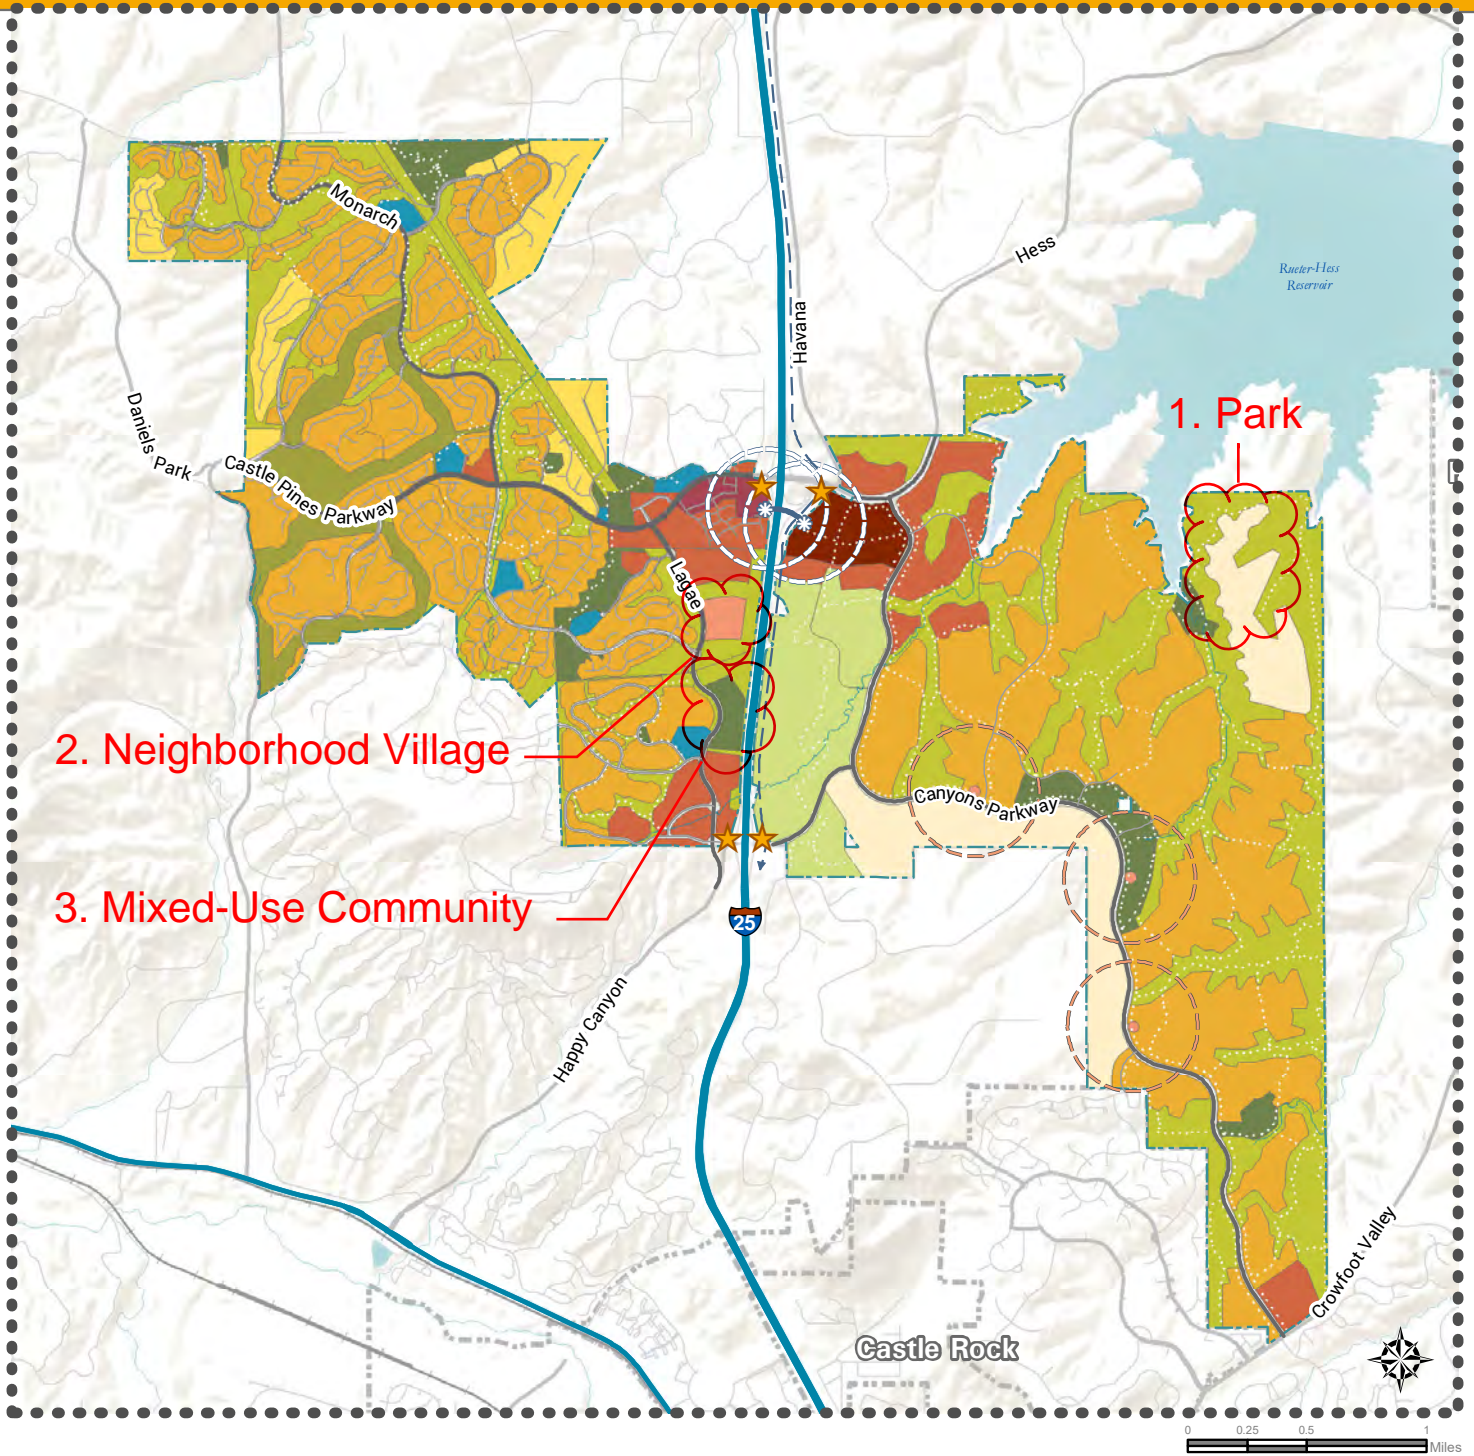 Monarch
Hess
Rueter-Hess
Reservoir
Havana
1. Park
Daniels Park
Castle Pines Parkway
Lagae
2. Neighborhood Village
Canyons Parkway
3. Mixed-Use Community
25
Happy Canyon
Crowfoot Valley
Castle Rock
0 0.25 0.5 1
Miles